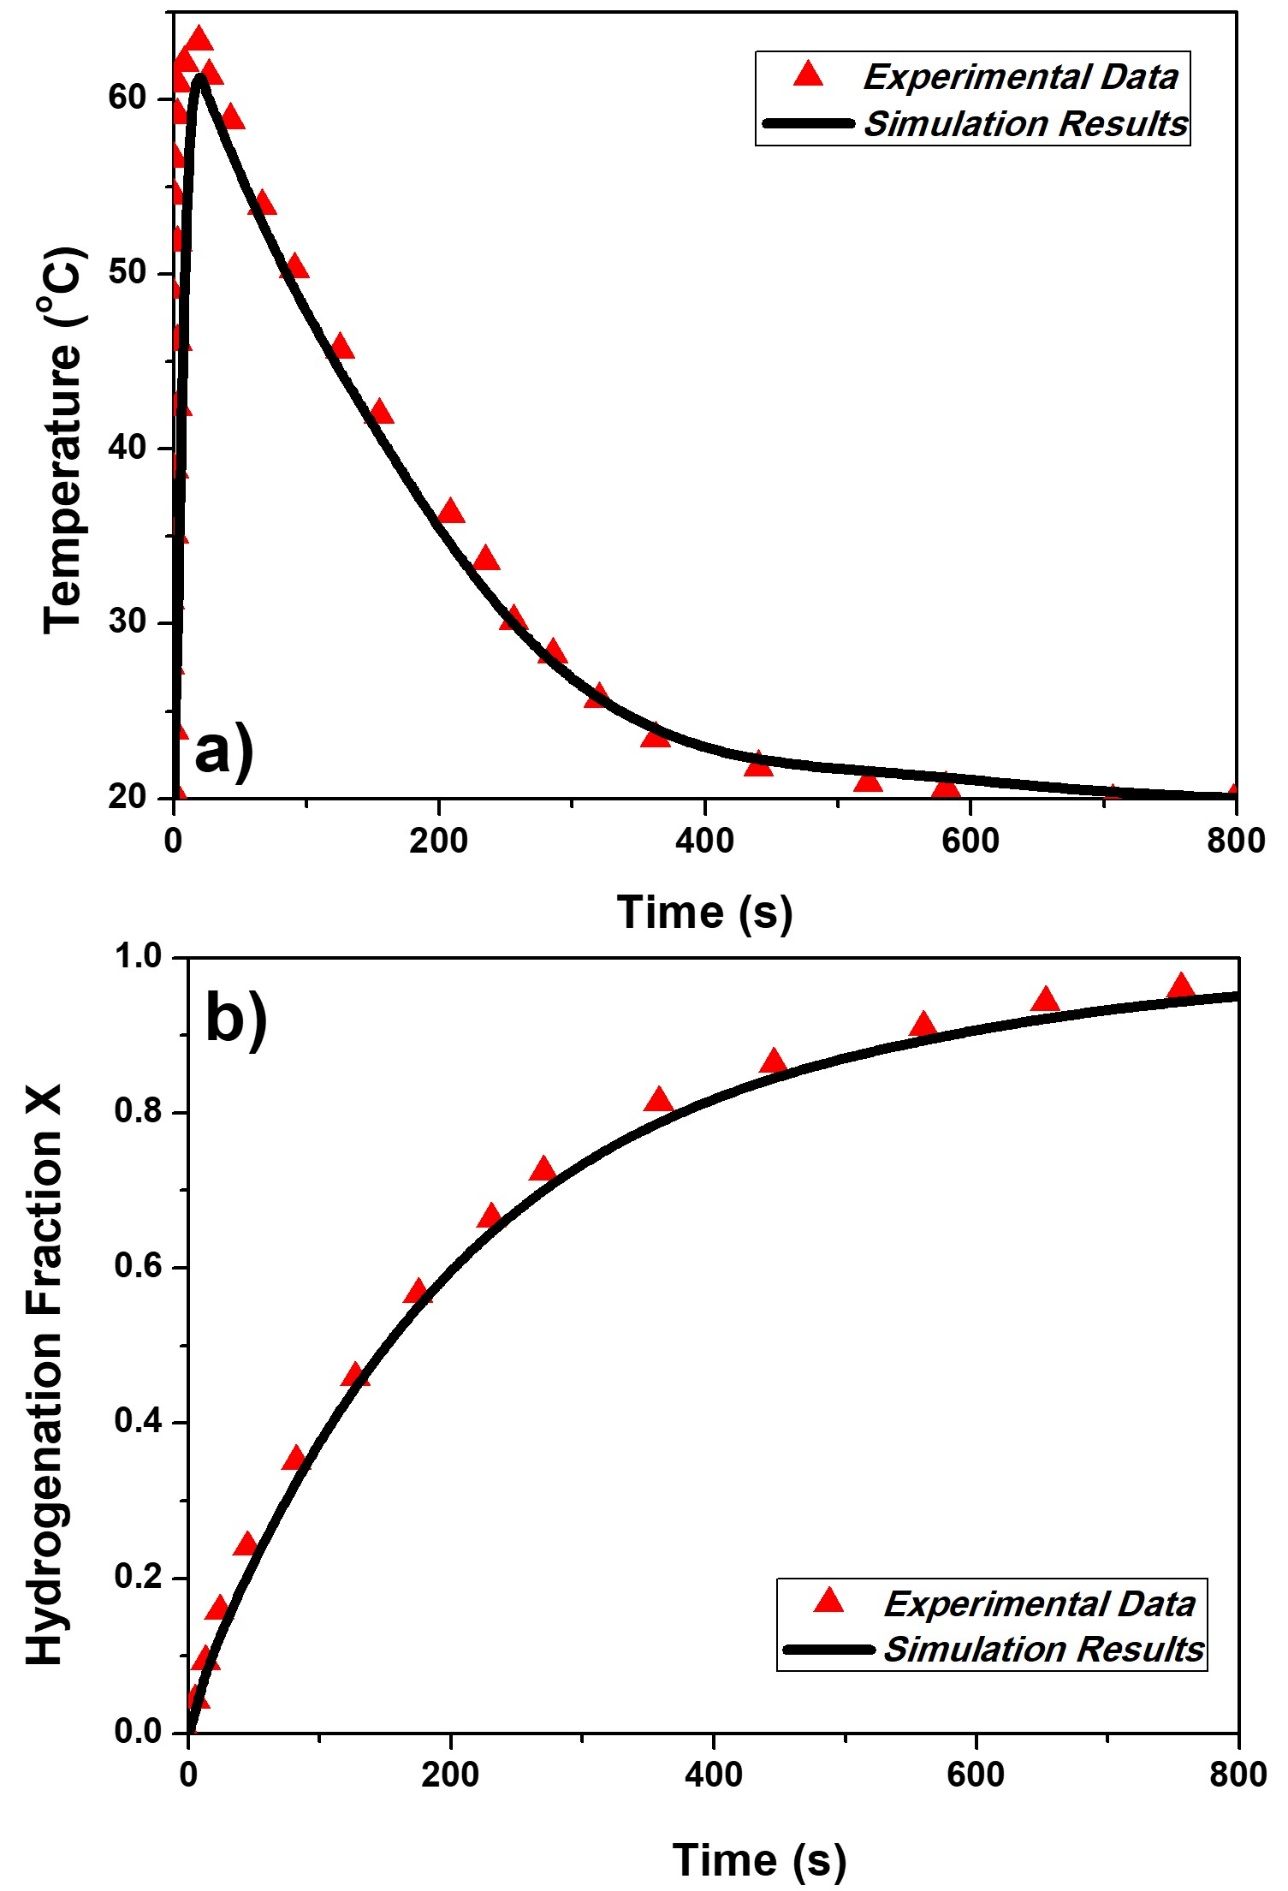 Experimental Data
Simulation Results
60
50
40
30
20
Temperature (°C)
a)
0 200 400 600 800
Time (s)
1.0
0.8
0.6
0.4
0.2
0.0
Hydrogenation Fraction X
b)
Experimental Data
Simulation Results
0 200 400 600 800
Time (s)